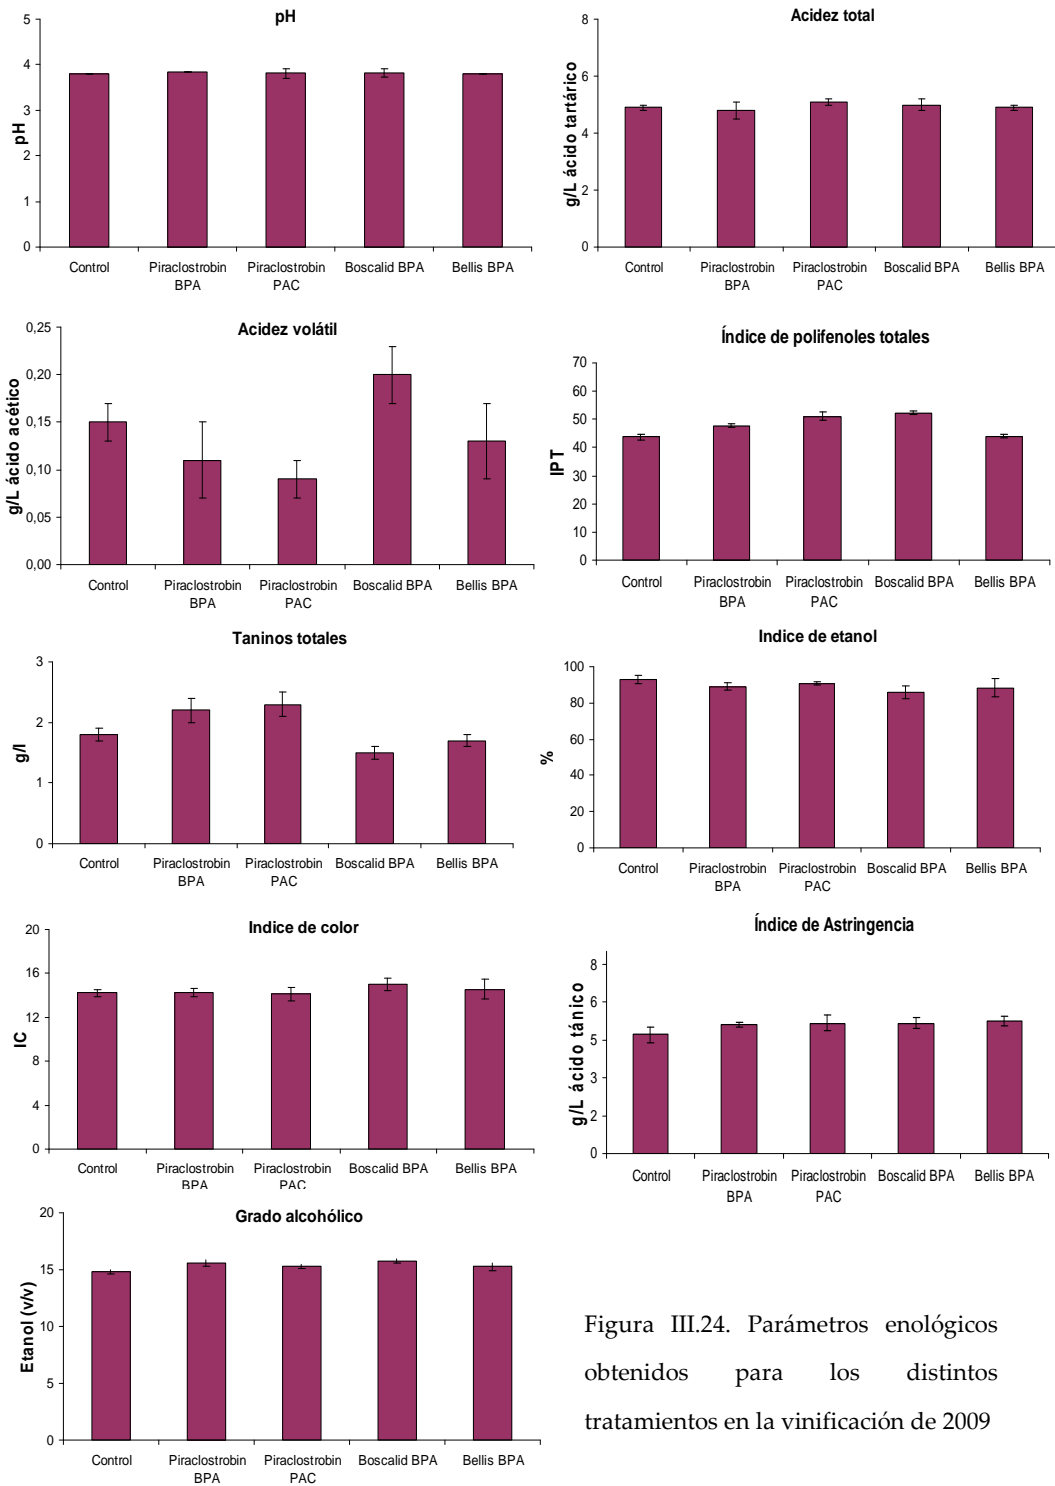 pH
5
4
3
2
1
0
pH
Control
Piraclostrobin BPA
Piraclostrobin PAC
Boscalid BPA
Bellis BPA
Acidez total
8
6
4
2
0
g/L ácido tartárico
Control
Piraclostrobin BPA
Piraclostrobin PAC
Boscalid BPA
Bellis BPA
Acidez volátil
0,25
0,20
0,15
0,10
0,05
0,00
g/L ácido acético
Control
Piraclostrobin BPA
Piraclostrobin PAC
Boscalid BPA
Bellis BPA
Índice de polifenoles totales
70
60
50
40
30
20
10
0
IPT
Control
Piraclostrobin BPA
Piraclostrobin PAC
Boscalid BPA
Bellis BPA
Taninos totales
3
2
1
0
g/l
Control
Piraclostrobin BPA
Piraclostrobin PAC
Boscalid BPA
Bellis BPA
Indice de etanol
100
80
60
40
20
0
%
Control
Piraclostrobin BPA
Piraclostrobin PAC
Boscalid BPA
Bellis BPA
Indice de color
20
16
12
8
4
0
IC
Control
Piraclostrobin BPA
Piraclostrobin PAC
Boscalid BPA
Bellis BPA
Índice de Astringencia
8
6
5
3
2
0
g/L ácido tánico
Control
Piraclostrobin BPA
Piraclostrobin PAC
Boscalid BPA
Bellis BPA
Grado alcohólico
20
15
10
5
0
Etanol (v/v)
Control
Piraclostrobin BPA
Piraclostrobin PAC
Boscalid BPA
Bellis BPA
Figura III.24. Parámetros enológicos
obtenidos para los distintos
tratamientos en la vinificación de 2009